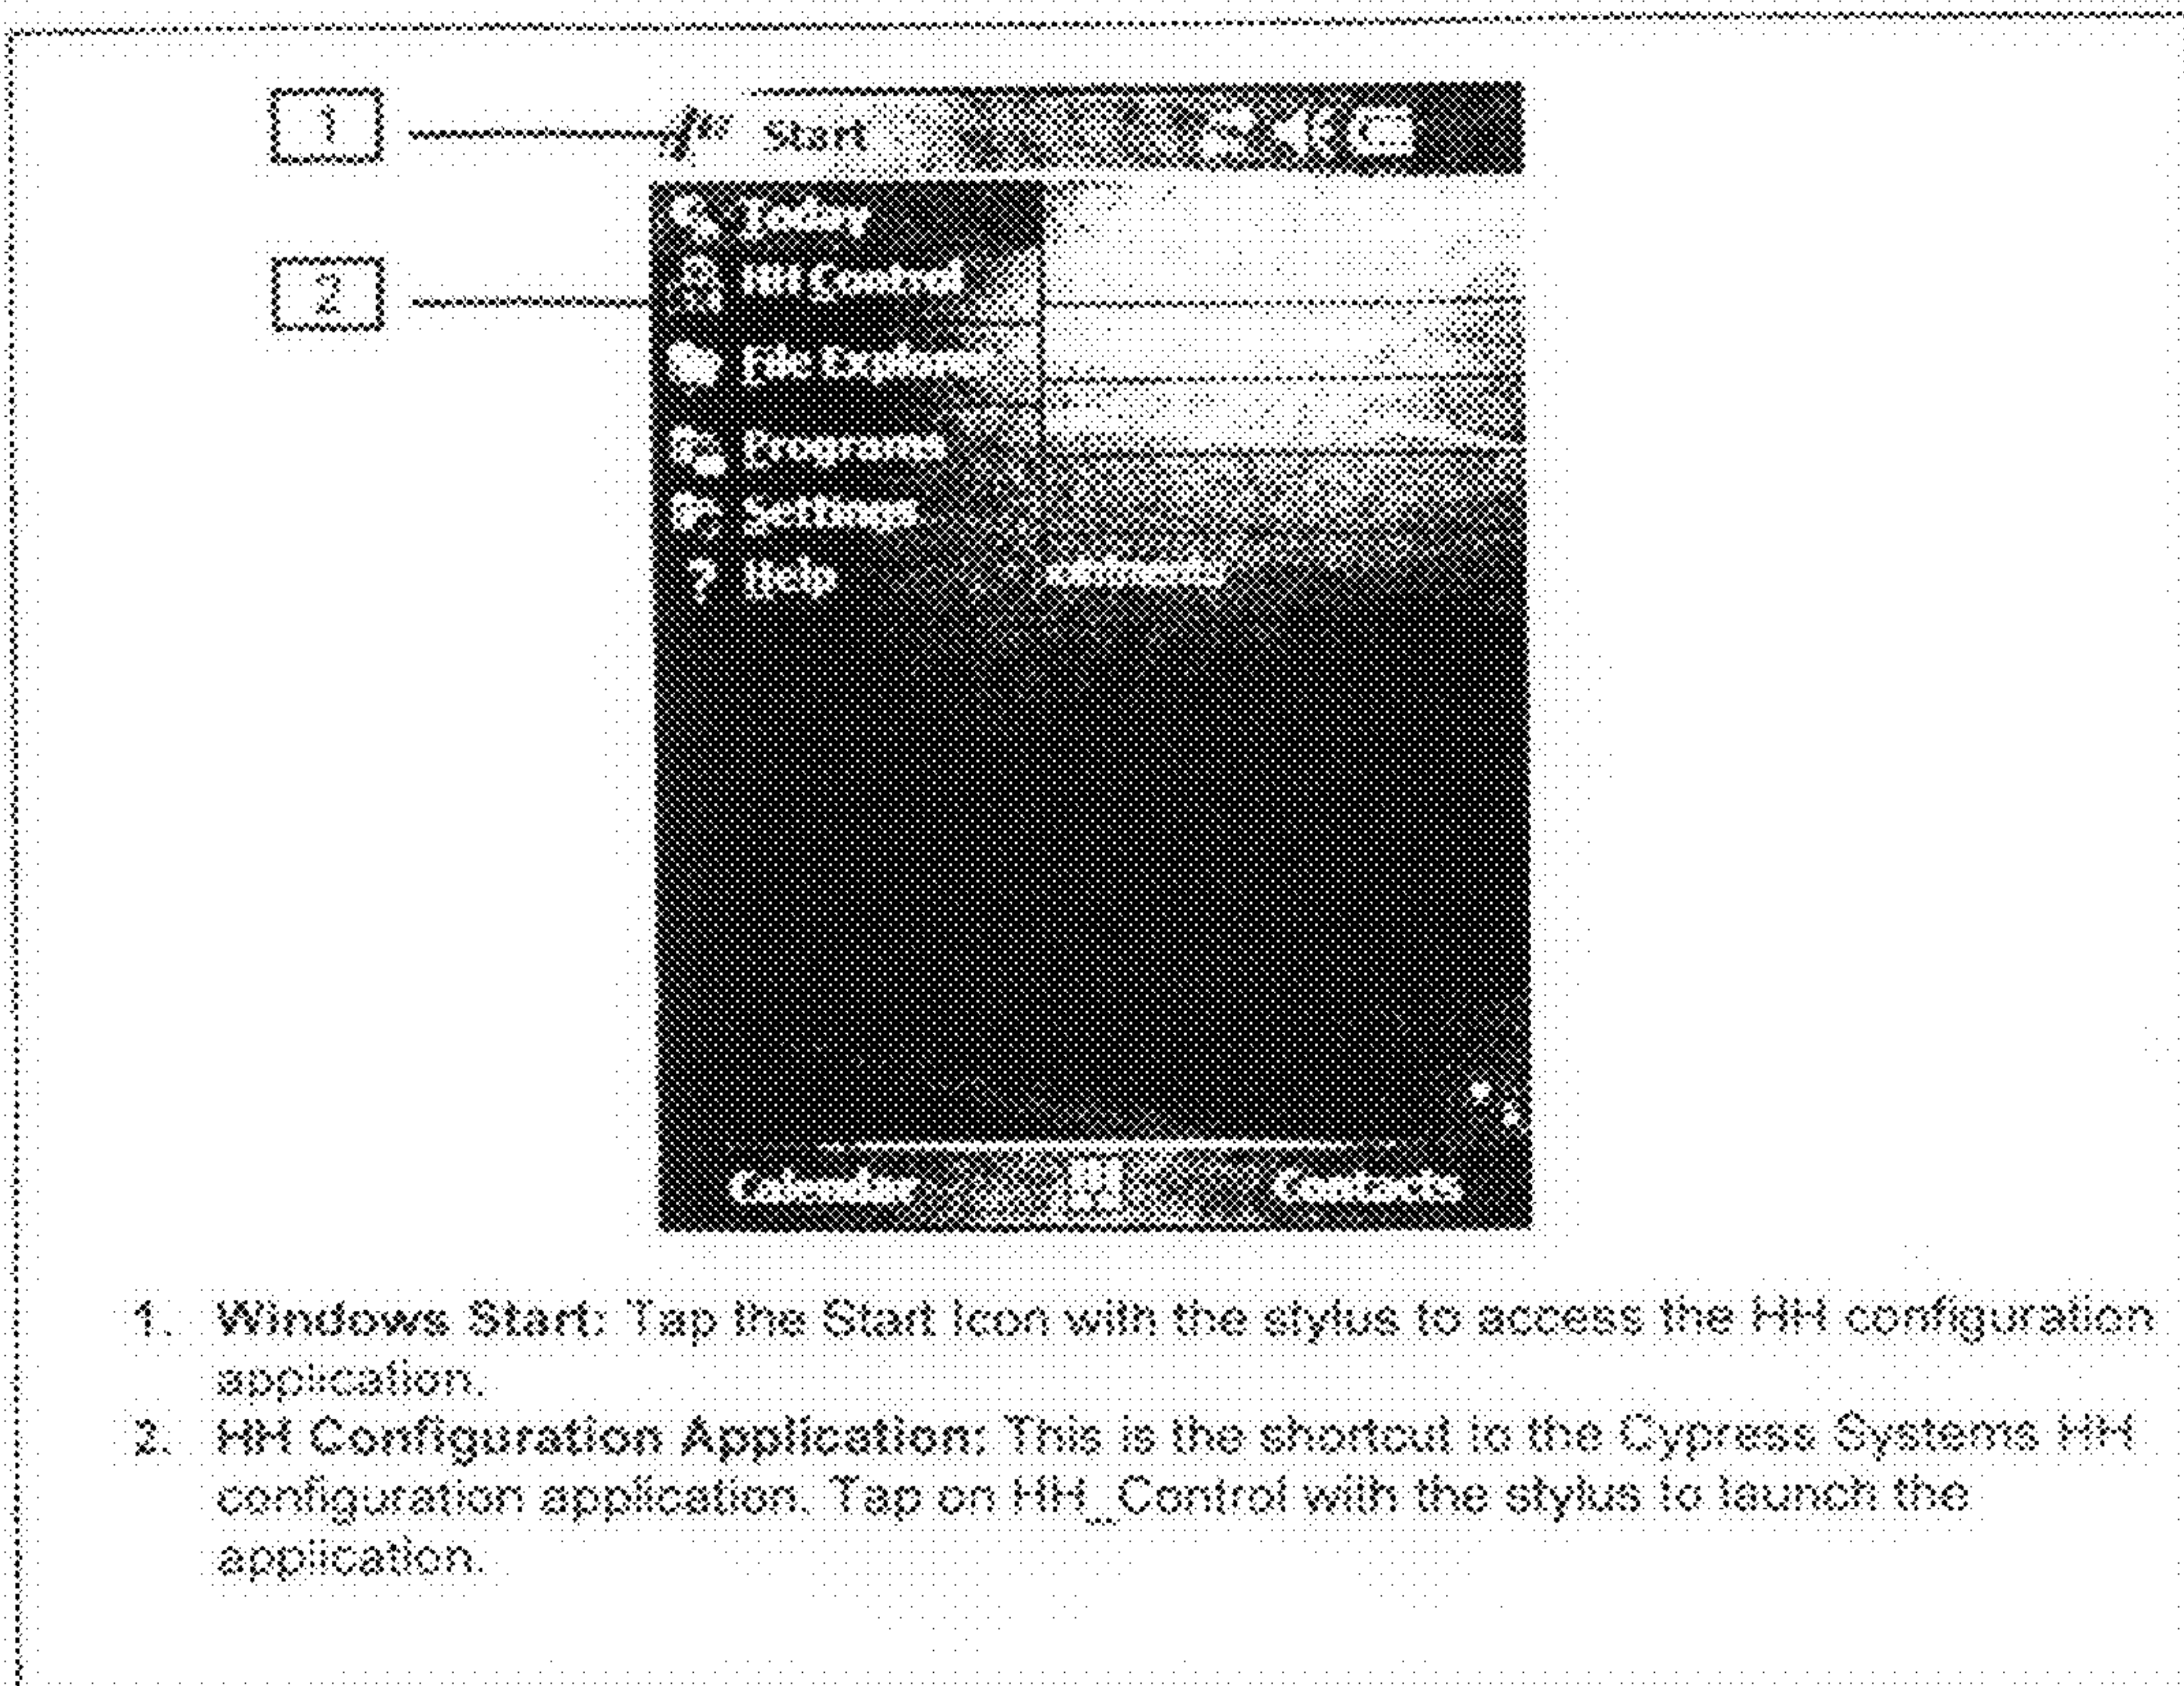 1
Start
Today
2
HH Control
File Explorer
Programs
Settings
? Help
Calendar
Contacts
1. Windows Start: Tap the Start Icon with the stylus to access the HH configuration
application.
2. HH Configuration Application: This is the shortcut to the Cypress Systems HH
configuration application. Tap on HH_Control with the stylus to launch the
application.